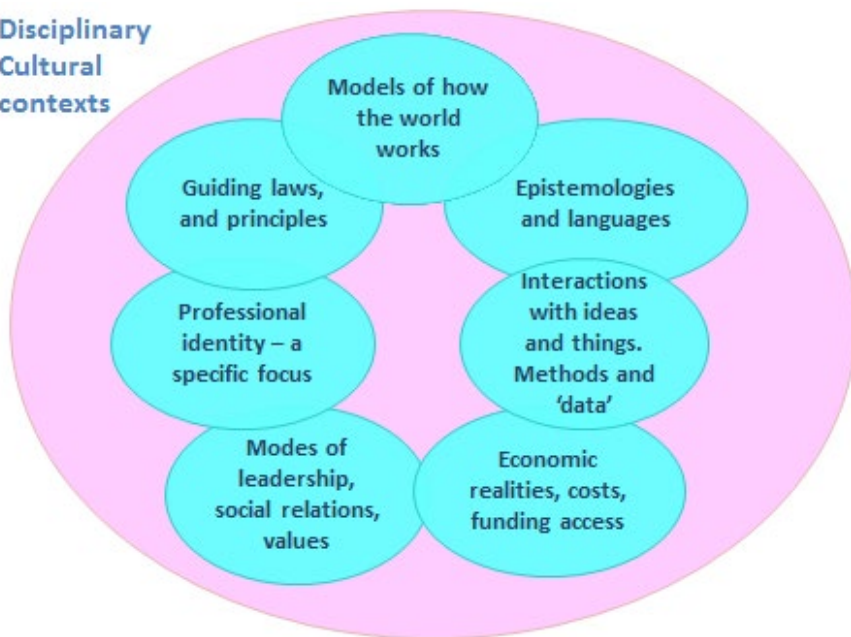 Disciplinary
Cultural
contexts
Models of how
the world
works
Guiding laws,
and principles
Epistemologies
and languages
Professional
identity – a
specific focus
Interactions
with ideas
and things.
Methods and
‘data’
Modes of
leadership,
social relations,
values
Economic
realities, costs,
funding access